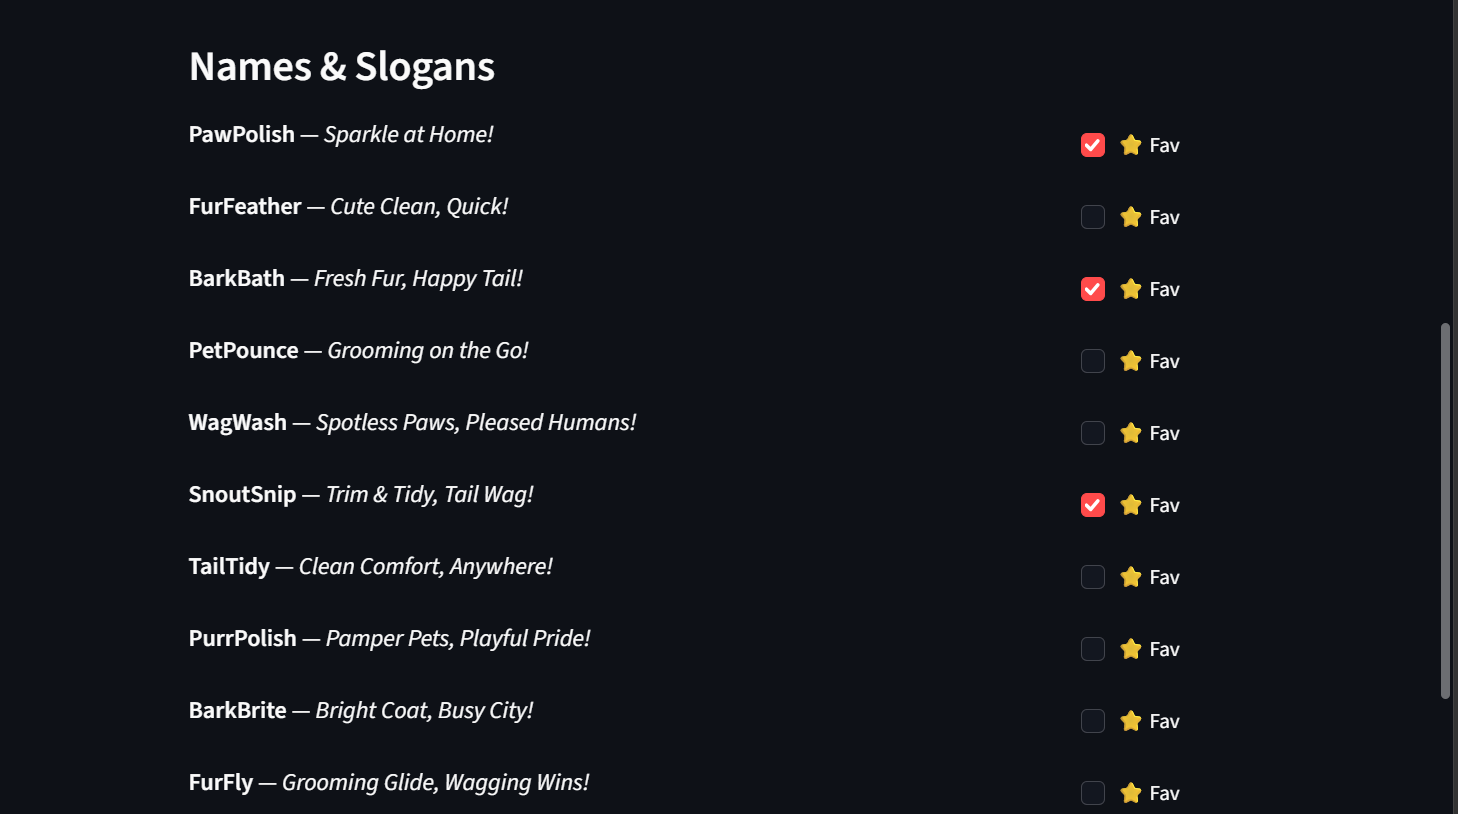 Names & Slogans
PawPolish — Sparkle at Home!
Fav
FurFeather — Cute Clean, Quick!
Fav
BarkBath — Fresh Fur, Happy Tail!
Fav
PetPounce — Grooming on the Go!
Fav
WagWash — Spotless Paws, Pleased Humans!
Fav
SnoutSnip — Trim & Tidy, Tail Wag!
Fav
TailTidy — Clean Comfort, Anywhere!
Fav
PurrPolish — Pamper Pets, Playful Pride!
Fav
BarkBrite — Bright Coat, Busy City!
Fav
FurFly — Grooming Glide, Wagging Wins!
Fav